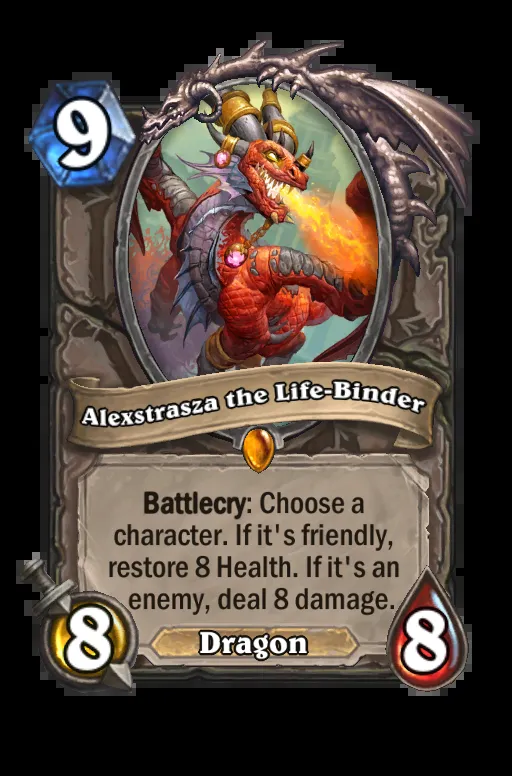 9
Alexstrasza the Life-Binder
Battlecry: Choose a
character. If it's friendly,
restore 8 Health. If it's an
enemy, deal 8 damage.
8
Dragon
8